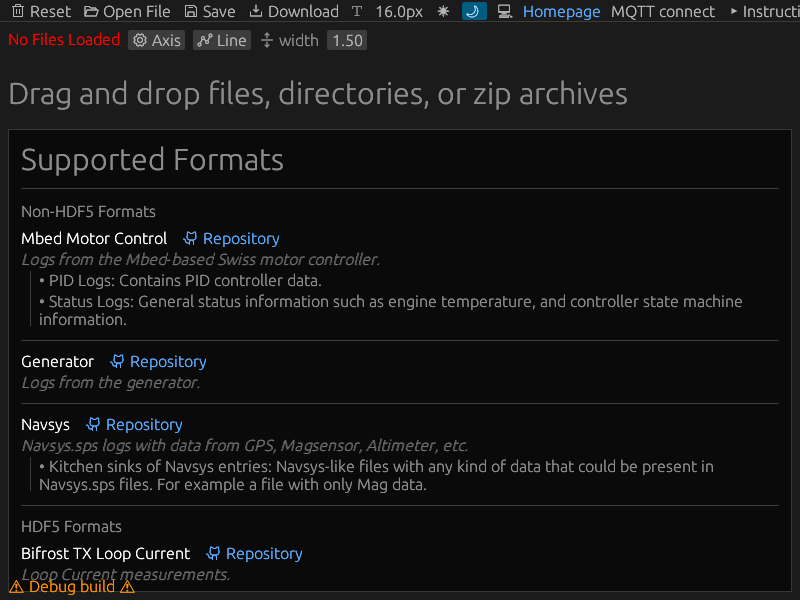 Reset Open File Save Download T 16.0px Homepage MQTT connect Instructi
No Files Loaded Axis Line width 1.50
Drag and drop files, directories, or zip archives
Supported Formats
Non-HDF5 Formats
Mbed Motor Control Repository
Logs from the Mbed-based Swiss motor controller.
• PID Logs: Contains PID controller data.
• Status Logs: General status information such as engine temperature, and controller state machine
information.
Generator Repository
Logs from the generator.
Navsys Repository
Navsys.sps logs with data from GPS, Magsensor, Altimeter, etc.
• Kitchen sinks of Navsys entries: Navsys-like files with any kind of data that could be present in
Navsys.sps files. For example a file with only Mag data.
HDF5 Formats
Bifrost TX Loop Current Repository
Loop Current measurements.
⚠ Debug build ⚠